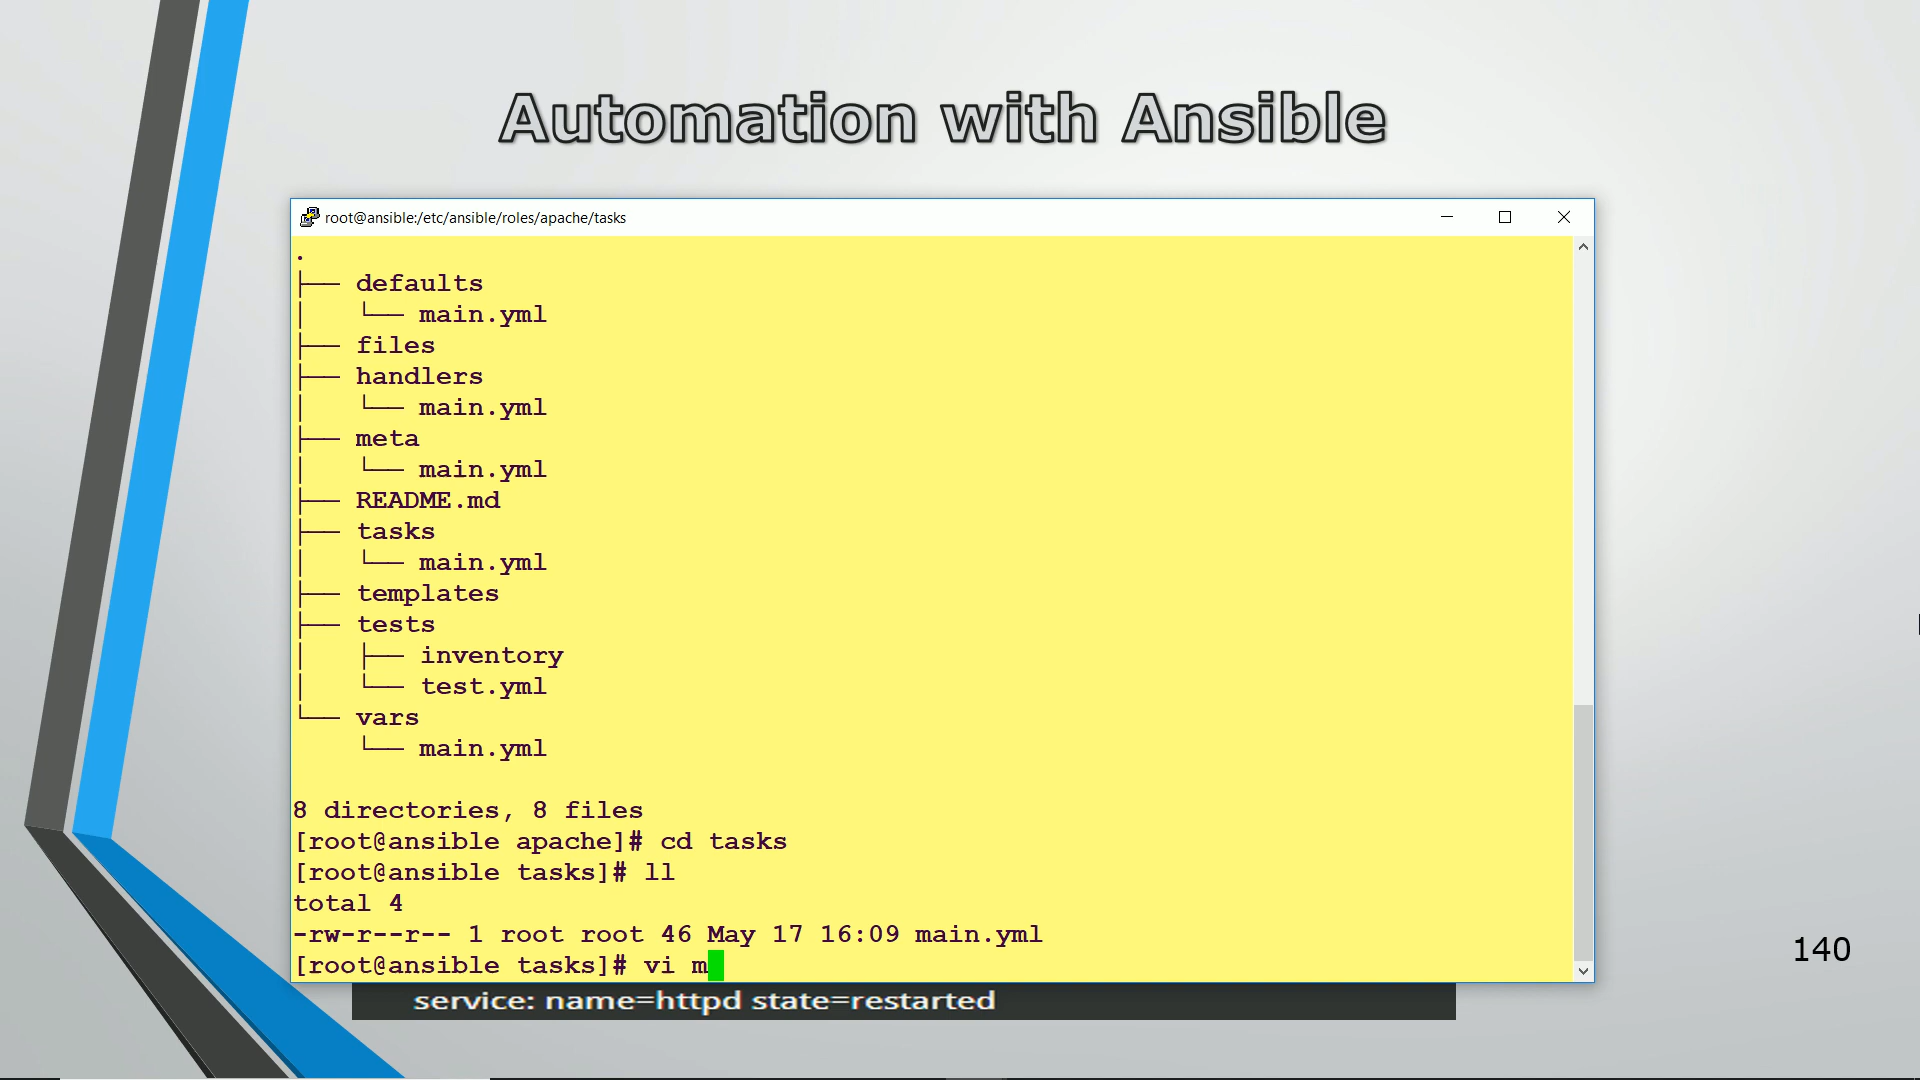 Automation with Ansible
root@ansible:/etc/ansible/roles/apache/tasks
.
├── defaults
│   └── main.yml
├── files
├── handlers
│   └── main.yml
├── meta
│   └── main.yml
├── README.md
├── tasks
│   └── main.yml
├── templates
├── tests
│   ├── inventory
│   └── test.yml
└── vars
    └── main.yml
8 directories, 8 files
[root@ansible apache]# cd tasks
[root@ansible tasks]# ll
total 4
-rw-r--r-- 1 root root 46 May 17 16:09 main.yml
[root@ansible tasks]# vi m
service: name=httpd state=restarted
140